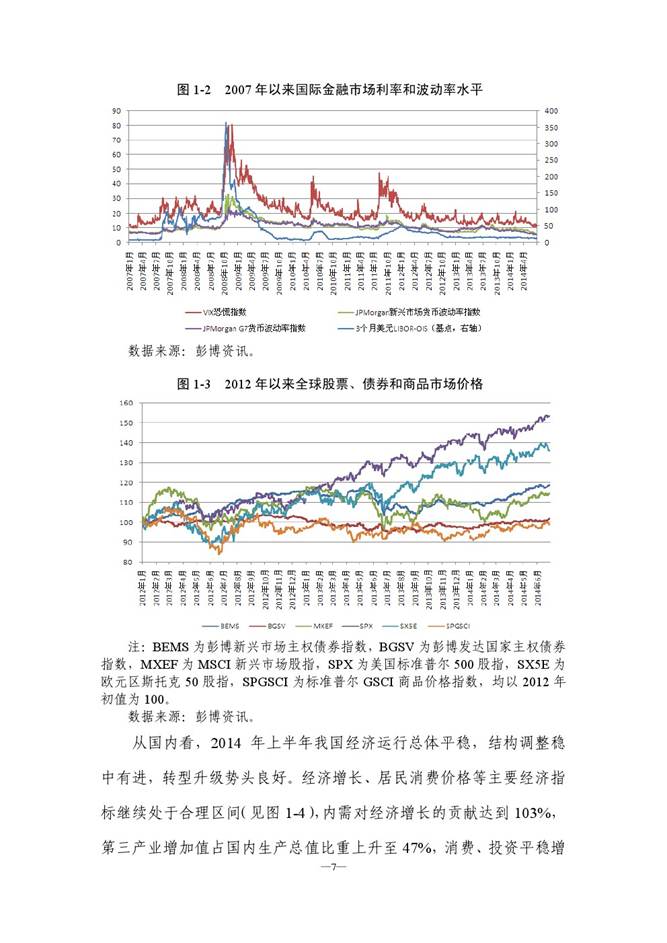 图 1-2 2007 年以来国际金融市场利率和波动率水平
90 400
80 350
70 300
60 250
50 200
40
30 150
20 100
10 50
0 0
2007年1月
2007年4月
2007年7月
2007年10月
2008年1月
2008年4月
2008年7月
2008年10月
2009年1月
2009年4月
2009年7月
2009年10月
2010年1月
2010年4月
2010年7月
2010年10月
2011年1月
2011年4月
2011年7月
2011年10月
2012年1月
2012年4月
2012年7月
2012年10月
2013年1月
2013年4月
2013年7月
2013年10月
2014年1月
2014年4月
VIX恐慌指数 JPMorgan新兴市场货币波动率指数
JPMorgan G7货币波动率指数 3个月美元LIBOR-OIS（基点，右轴）
数据来源：彭博资讯。
图 1-3 2012 年以来全球股票、债券和商品市场价格
160
150
140
130
120
110
100
90
80
2012年1月
2012年2月
2012年3月
2012年4月
2012年5月
2012年6月
2012年7月
2012年8月
2012年9月
2012年10月
2012年11月
2012年12月
2013年1月
2013年2月
2013年3月
2013年4月
2013年5月
2013年6月
2013年7月
2013年8月
2013年9月
2013年10月
2013年11月
2013年12月
2014年1月
2014年2月
2014年3月
2014年4月
2014年5月
2014年6月
BEMS BGSV MXEF SPX SX5E SPGSCI
注：BEMS 为彭博新兴市场主权债券指数，BGSV 为彭博发达国家主权债券
指数，MXEF 为 MSCI 新兴市场股指，SPX 为美国标准普尔 500 股指，SX5E 为
欧元区斯托克 50 股指，SPGSCI 为标准普尔 GSCI 商品价格指数，均以 2012 年
初值为 100。
数据来源：彭博资讯。
从国内看，2014 年上半年我国经济运行总体平稳，结构调整稳
中有进，转型升级势头良好。经济增长、居民消费价格等主要经济指
标继续处于合理区间（见图 1-4），内需对经济增长的贡献达到 103%，
第三产业增加值占国内生产总值比重上升至 47%，消费、投资平稳增
—7—